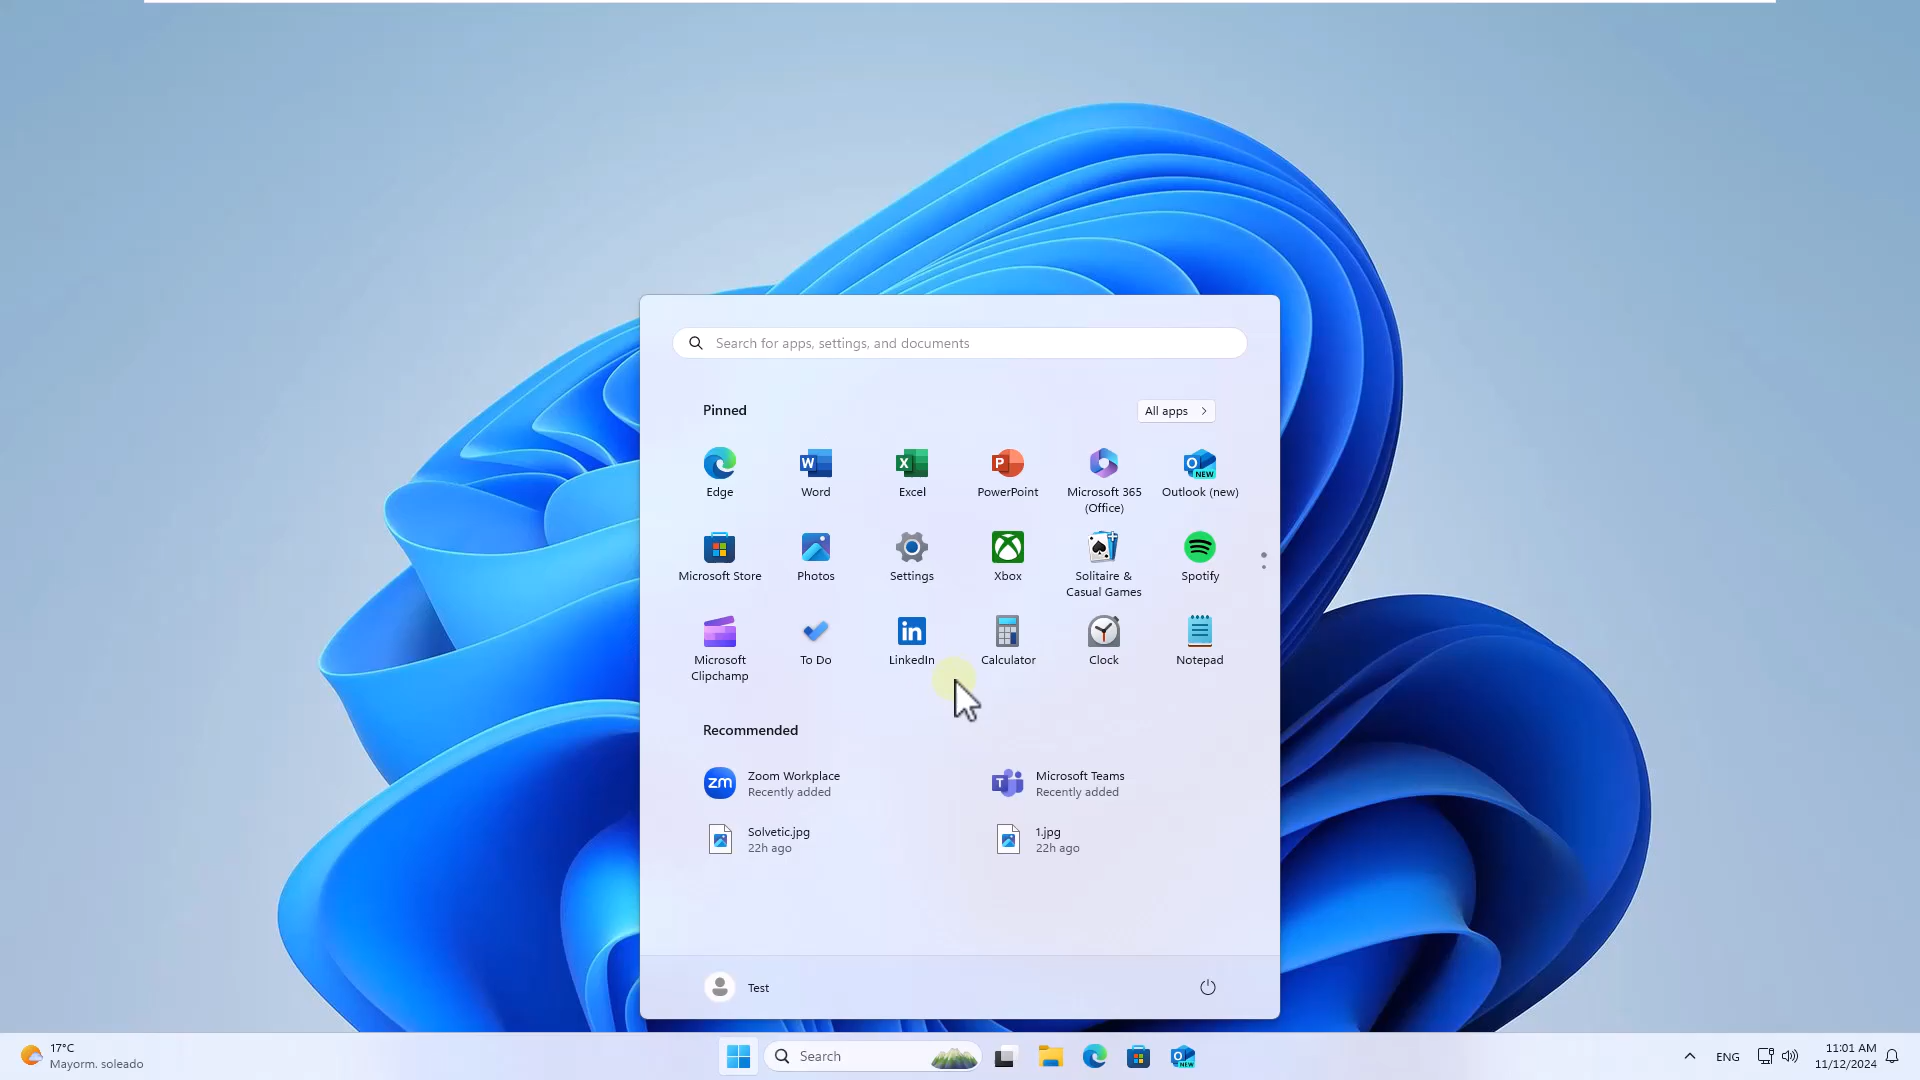 Search for apps, settings, and documents
Pinned
All apps
Edge
Word
Excel
PowerPoint
Microsoft 365
(Office)
Outlook (new)
Microsoft Store
Photos
Settings
Xbox
Solitaire &
Casual Games
Spotify
Microsoft
Clipchamp
To Do
LinkedIn
Calculator
Clock
Notepad
Recommended
Zoom Workplace
Recently added
Microsoft Teams
Recently added
Solvetic.jpg
22h ago
1.jpg
22h ago
Test
17°C
Mayorm. soleado
Search
ENG
11:01 AM
11/12/2024